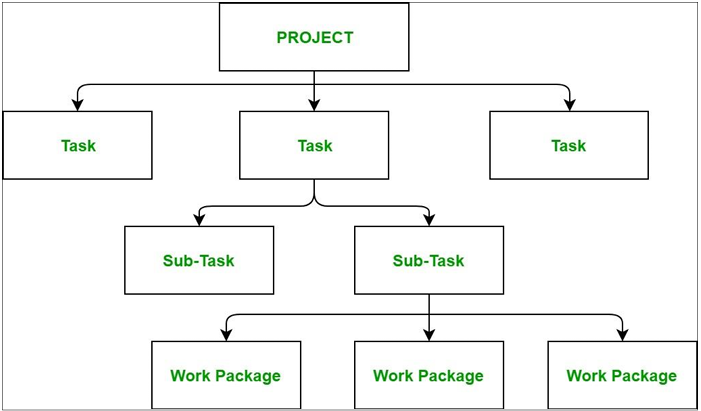 PROJECT
Task
Task
Task
Sub-Task
Sub-Task
Work Package
Work Package
Work Package